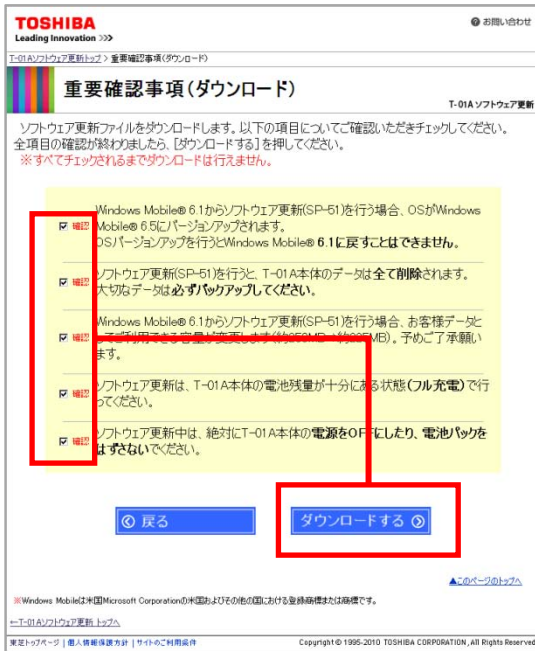 TOSHIBA
Leading Innovation >>>
お問い合わせ
T-01Aソフトウェア更新トップ > 重要確認事項(ダウンロード)
重要確認事項(ダウンロード)
T-01A ソフトウェア更新
ソフトウェア更新ファイルをダウンロードします。以下の項目についてご確認いただきチェックしてください。
全項目の確認が終わりましたら、[ダウンロードする]を押してください。
※すべてチェックされるまでダウンロードは行えません。
Windows Mobile® 6.1からソフトウェア更新(SP-51)を行う場合、OSがWindows
確認 Mobile® 6.5にバージョンアップされます。
OSバージョンアップを行うとWindows Mobile® 6.1に戻すことはできません。
ソフトウェア更新(SP-51)を行うと、T-01A本体のデータは全て削除されます。
確認
大切なデータは必ずバックアップしてください。
Windows Mobile® 6.1からソフトウェア更新(SP-51)を行う場合、お客様データと
確認
予めご了承願い
ます。
ソフトウェア更新は、T-01A本体の電池残量が十分にある状態(フル充電)で行
確認
ってください。
ソフトウェア更新中は、絶対にT-01A本体の電源をOFFにしたり、電池パックを
確認
はずさないでください。
戻る
ダウンロードする
▲このページのトップへ
※Windows Mobileは米国Microsoft Corporationの米国およびその他の国における登録商標または商標です。
←T-01Aソフトウェア更新 トップへ
東芝トップページ | 個人情報保護方針 | サイトのご利用条件
Copyright © 1995-2010 TOSHIBA CORPORATION, All Rights Reserved